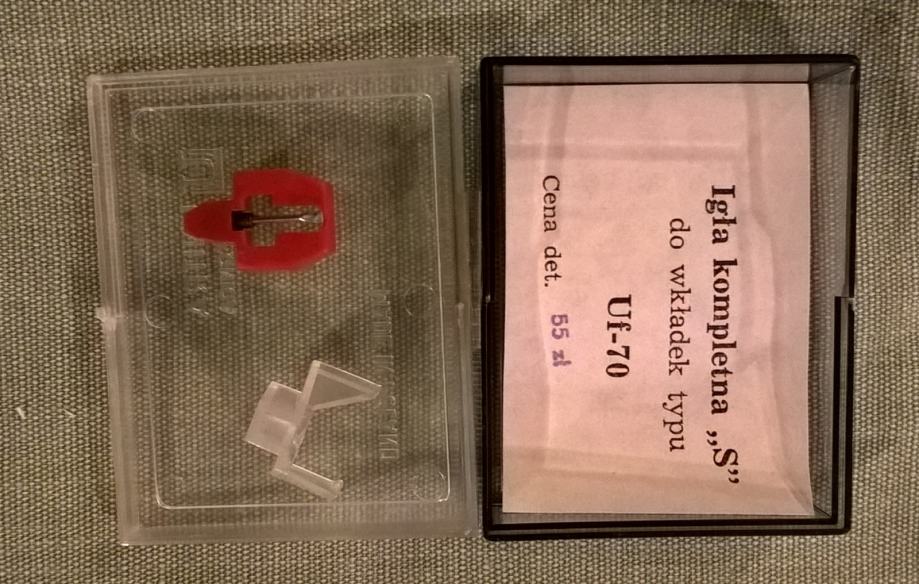 Igła kompletna „S”
do wkładek typu
Uf-70
Cena det. 55 zł